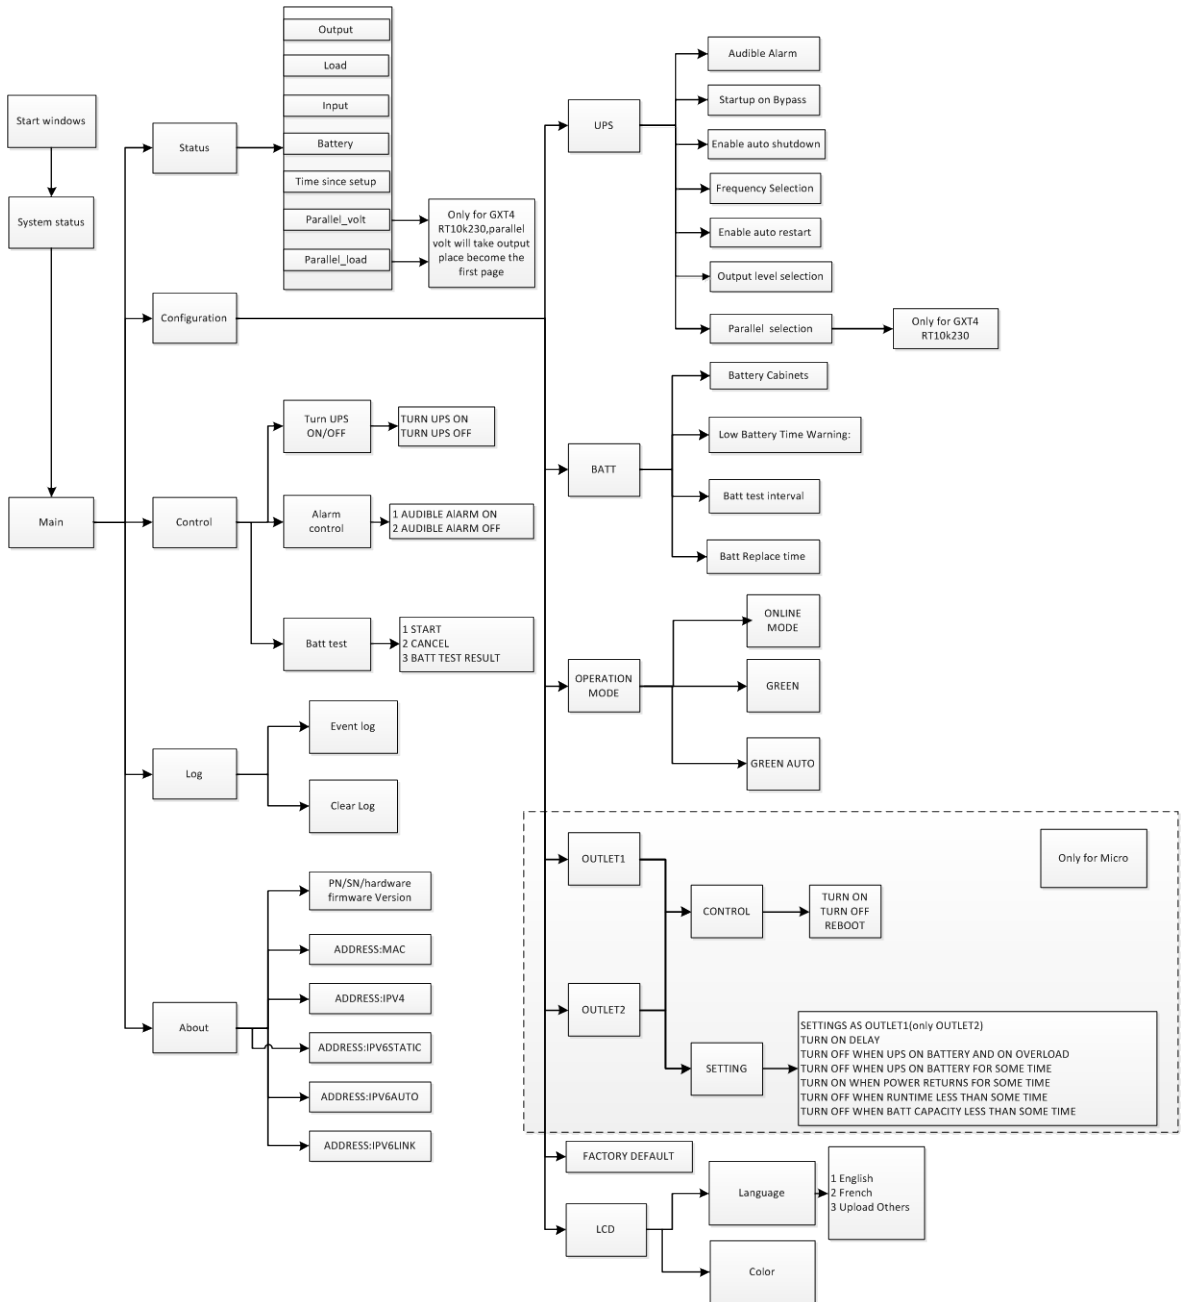 Start windows
System status
Main
Status
Configuration
Control
Log
About
Output
Load
Input
Battery
Time since setup
Parallel_volt
Parallel_load
Only for GXT4
RT10k230,parallel
volt will take output
place become the
first page
Turn UPS
ON/OFF
TURN UPS ON
TURN UPS OFF
Alarm
control
1 AUDIBLE AlARM ON
2 AUDIBLE AlARM OFF
Batt test
1 START
2 CANCEL
3 BATT TEST RESULT
Event log
Clear Log
PN/SN/hardware
firmware Version
ADDRESS:MAC
ADDRESS:IPV4
ADDRESS:IPV6STATIC
ADDRESS:IPV6AUTO
ADDRESS:IPV6LINK
UPS
Audible Alarm
Startup on Bypass
Enable auto shutdown
Frequency Selection
Enable auto restart
Output level selection
Parallel selection
Only for GXT4
RT10k230
BATT
Battery Cabinets
Low Battery Time Warning:
Batt test interval
Batt Replace time
OPERATION
MODE
ONLINE
MODE
GREEN
GREEN AUTO
Only for Micro
OUTLET1
OUTLET2
CONTROL
TURN ON
TURN OFF
REBOOT
SETTING
SETTINGS AS OUTLET1(only OUTLET2)
TURN ON DELAY
TURN OFF WHEN UPS ON BATTERY AND ON OVERLOAD
TURN OFF WHEN UPS ON BATTERY FOR SOME TIME
TURN ON WHEN POWER RETURNS FOR SOME TIME
TURN OFF WHEN RUNTIME LESS THAN SOME TIME
TURN OFF WHEN BATT CAPACITY LESS THAN SOME TIME
FACTORY DEFAULT
LCD
Language
1 English
2 French
3 Upload Others
Color